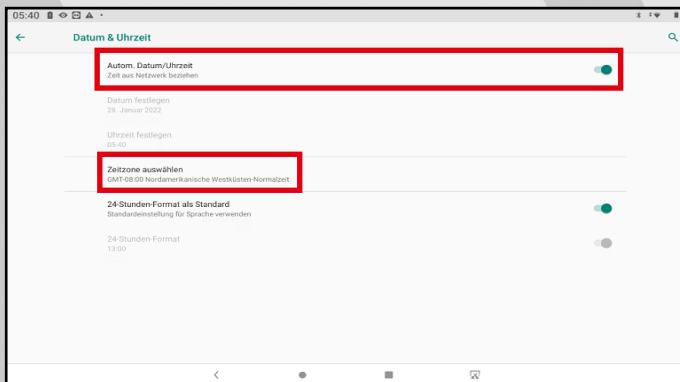 05:40
Datum & Uhrzeit
Autom. Datum/Uhrzeit
Zeit aus Netzwerk beziehen
Datum festlegen
28. Januar 2022
Uhrzeit festlegen
05:40
Zeitzone auswählen
GMT-08:00 Nordamerikanische Westküsten-Normalzeit
24-Stunden-Format als Standard
Standardeinstellung für Sprache verwenden
24-Stunden-Format
13:00